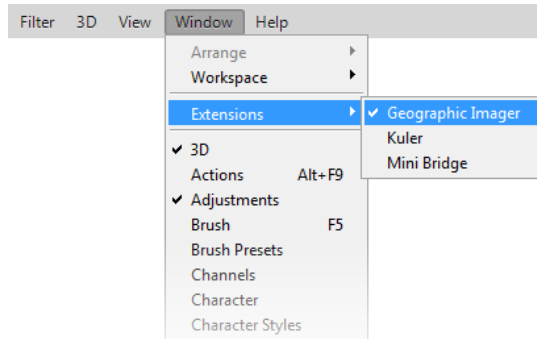 Filter 3D View Window Help
Arrange
Workspace
Extensions
Geographic Imager
Kuler
Mini Bridge
3D
Actions Alt+F9
Adjustments
Brush F5
Brush Presets
Channels
Character
Character Styles